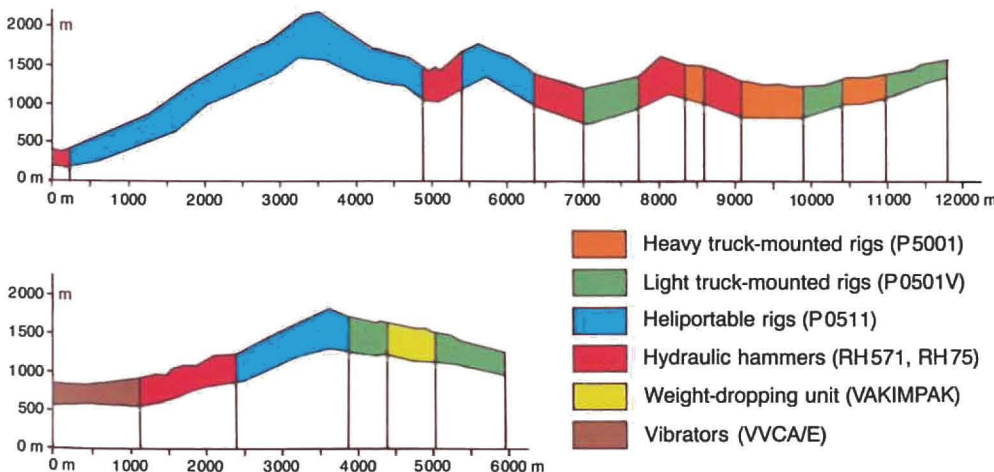 2000 m
1500
1000
500
0 m
0 m 1000 2000 3000 4000 5000 6000 7000 8000 9000 10000 11000 12000 m
Heavy truck-mounted rigs (P5001)
Light truck-mounted rigs (P0501V)
Heliportable rigs (P0511)
Hydraulic hammers (RH571, RH75)
Weight-dropping unit (VAKIMPAK)
Vibrators (VVCA/E)
2000 m
1500
1000
500
0 m
0 m 1000 2000 3000 4000 5000 6000 m